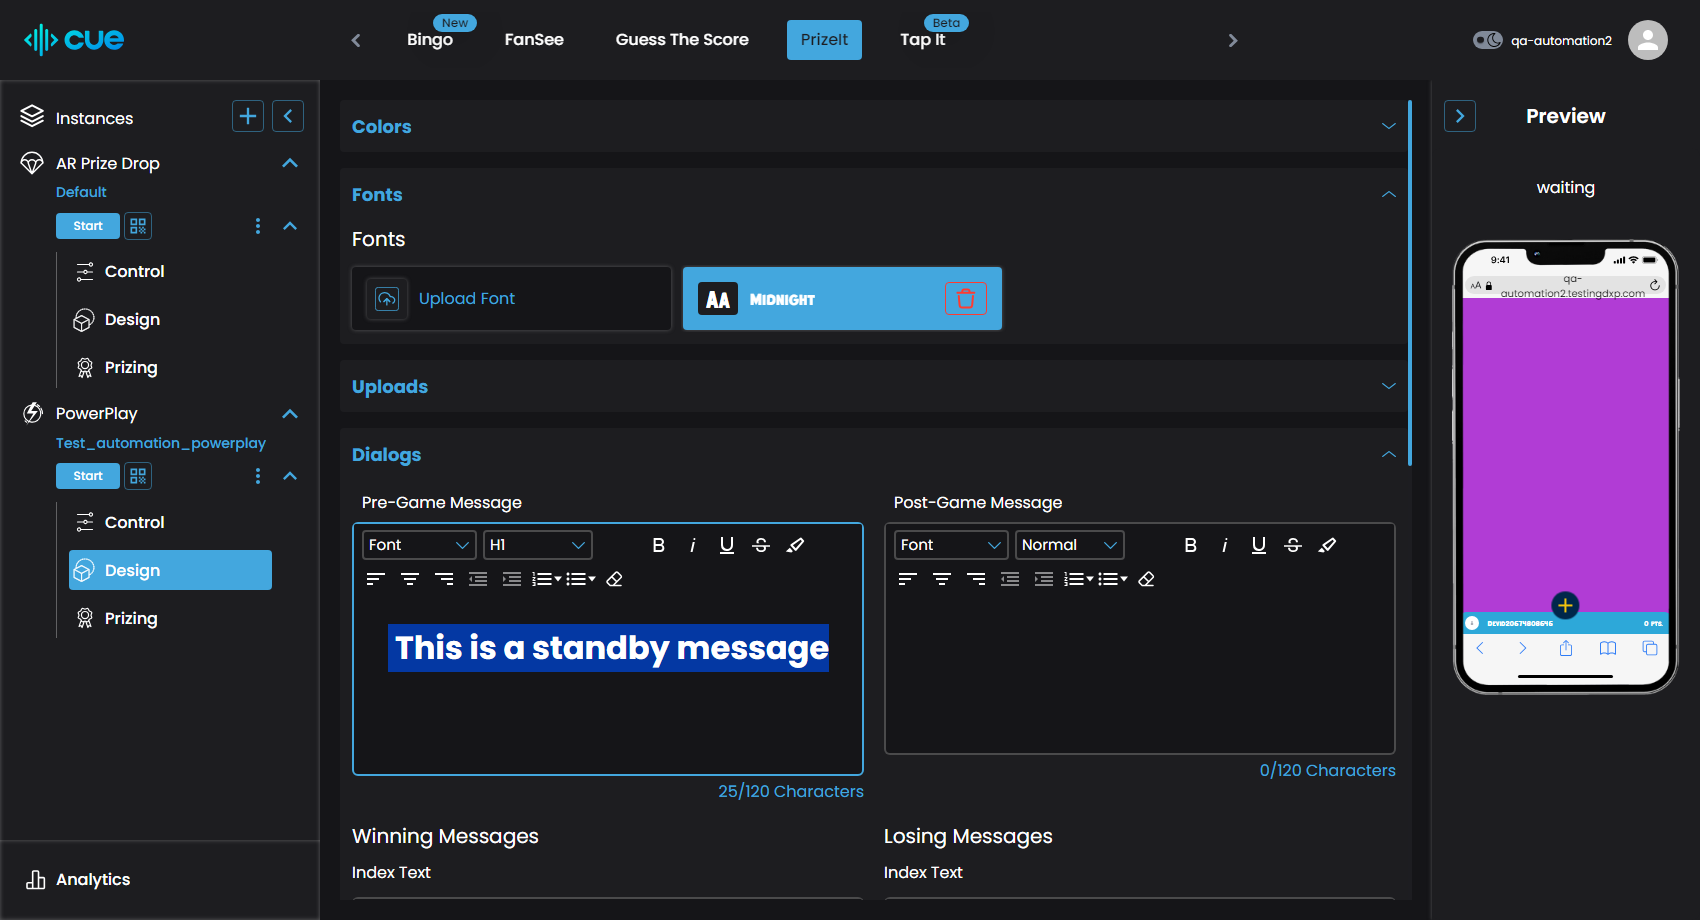 cue
Bingo
New
FanSee
Guess The Score
PrizeIt
Tap It
Beta
qa-automation2
Instances
AR Prize Drop
Default
Start
Control
Design
Prizing
PowerPlay
Test_automation_powerplay
Start
Control
Design
Prizing
Analytics
Colors
Fonts
Fonts
Upload Font
AA MIDNIGHT
Uploads
Dialogs
Pre-Game Message
Font H1 B i U S
This is a standby message
25/120 Characters
Post-Game Message
Font Normal B i U S
0/120 Characters
Winning Messages
Index Text
Losing Messages
Index Text
Preview
waiting
9:41
AA
qa-
automation2.testingdxp.com
DEVID20674808646
0 PTS.